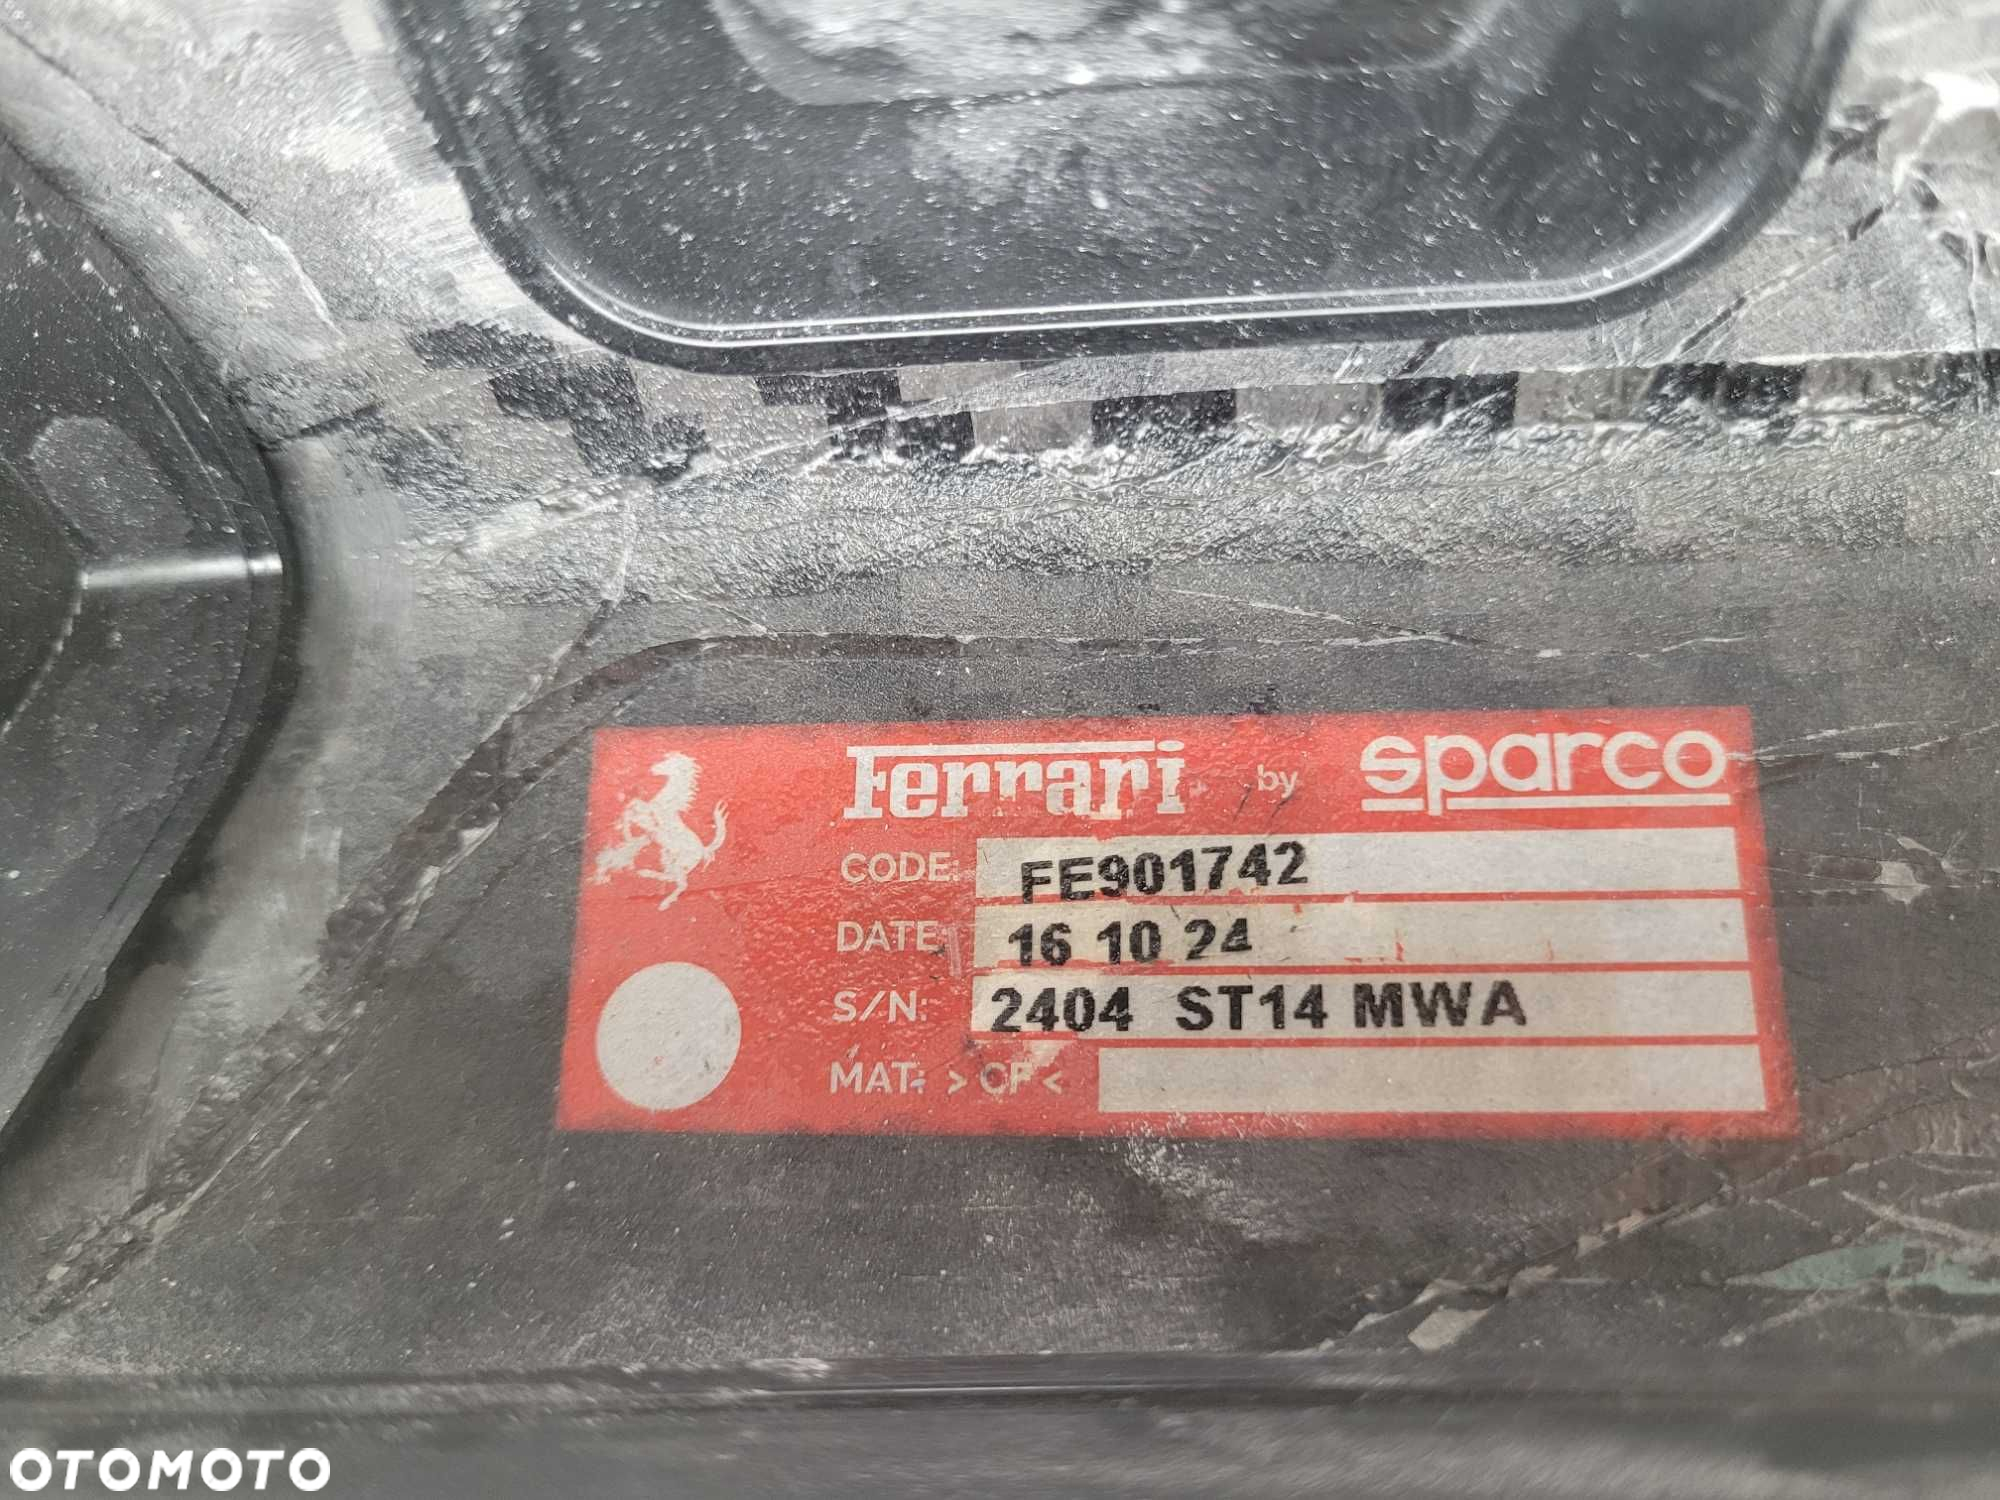 Ferrari by sparco
CODE: FE901742
DATE: 16 10 24
S/N: 2404 ST14 MWA
MAT: > CF <
OTOMOTO